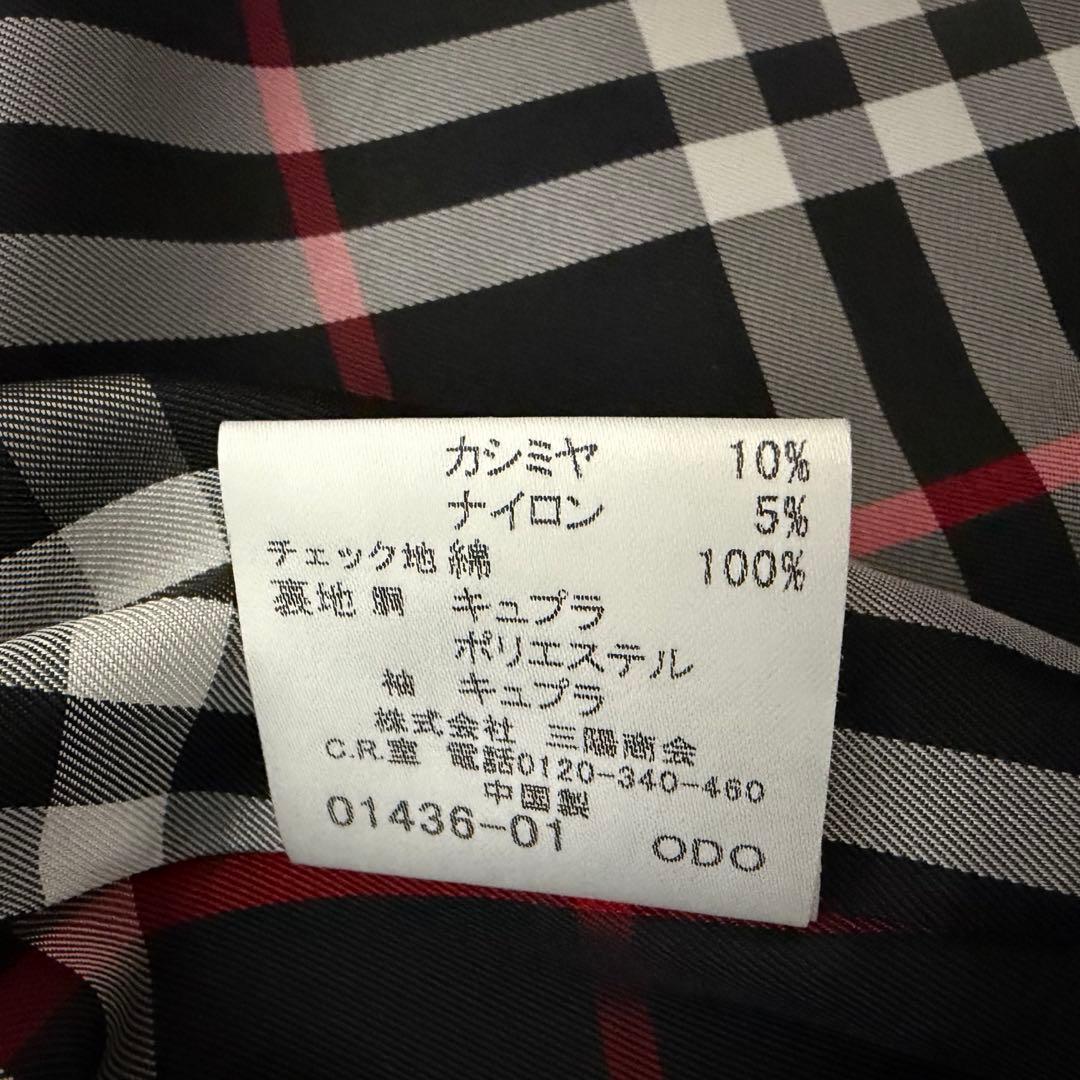 カシミヤ 10%
ナイロン 5%
チェック地 綿 100%
裏地 胴 キュプラ
ポリエステル
袖 キュプラ
株式会社 三陽商会
C.R.室 電話0120-340-460
中国製
01436-01 ODO